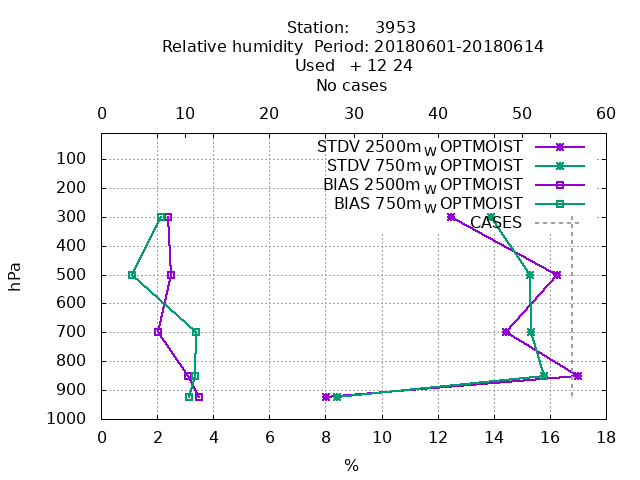 Station: 3953
Relative humidity Period: 20180601-20180614
Used + 12 24
No cases
0 10 20 30 40 50 60
STDV 2500m W OPTMOIST
STDV 750m W OPTMOIST
BIAS 2500m W OPTMOIST
BIAS 750m W OPTMOIST
CASES
hPa
100
200
300
400
500
600
700
800
900
1000
0 2 4 6 8 10 12 14 16 18
%